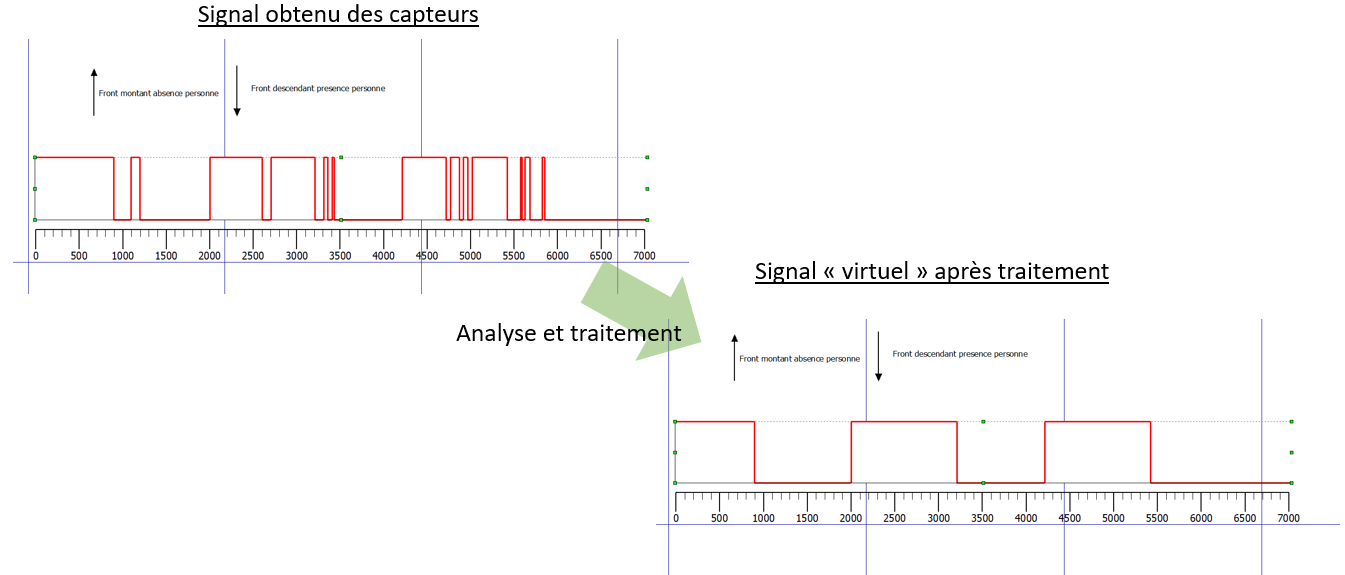 Signal obtenu des capteurs
Front montant absence personne
Front descendant presence personne
0 500 1000 1500 2000 2500 3000 3500 4000 4500 5000 5500 6000 6500 7000
Signal « virtuel » après traitement
Analyse et traitement
Front montant absence personne
Front descendant presence personne
0 500 1000 1500 2000 2500 3000 3500 4000 4500 5000 5500 6000 6500 7000